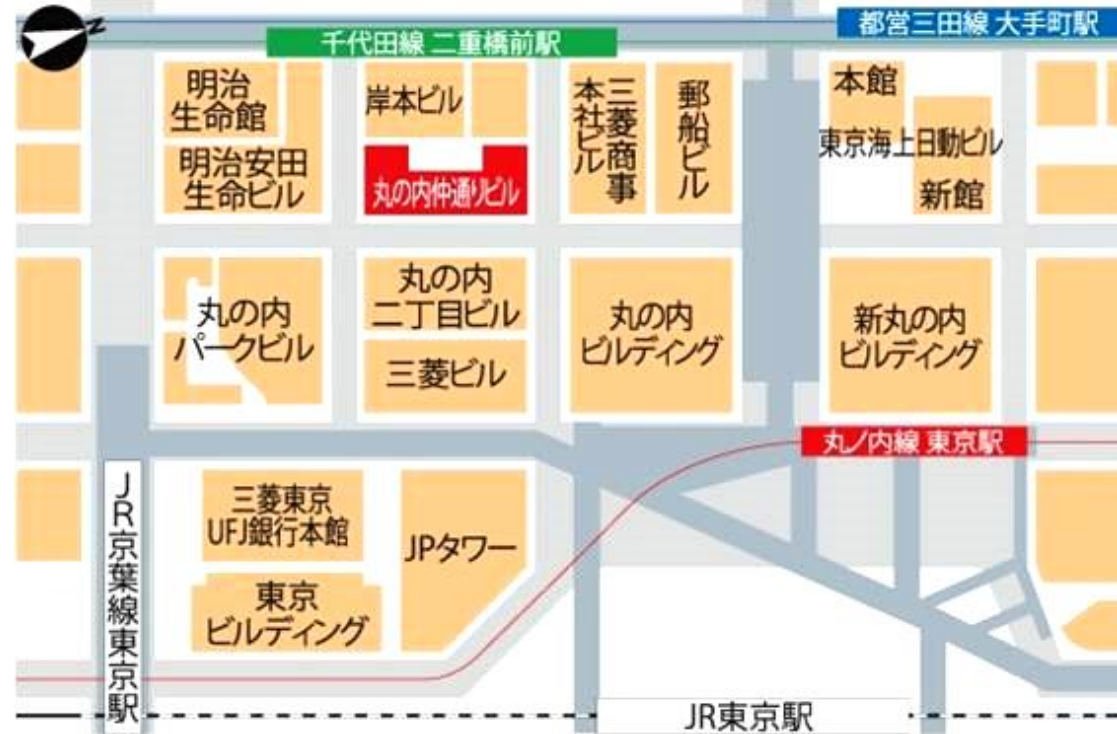 N
都営三田線 大手町駅
千代田線 二重橋前駅
明治
生命館
明治安田
生命ビル
岸本ビル
丸の内仲通りビル
三菱商事
本社ビル
郵船ビル
本館
東京海上日動ビル
新館
丸の内
パークビル
丸の内
二丁目ビル
三菱ビル
丸の内
ビルディング
新丸の内
ビルディング
丸ノ内線 東京駅
JR京葉線東京駅
三菱東京
UFJ銀行本館
東京
ビルディング
JPタワー
JR東京駅